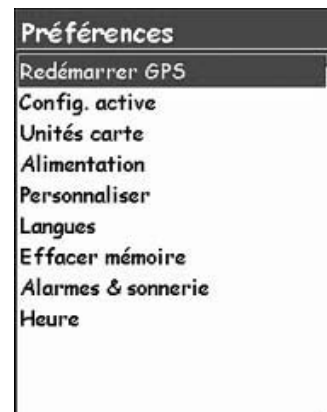 Préférences
Redémarrer GPS
Config. active
Unités carte
Alimentation
Personnaliser
Langues
Effacer mémoire
Alarmes & sonnerie
Heure